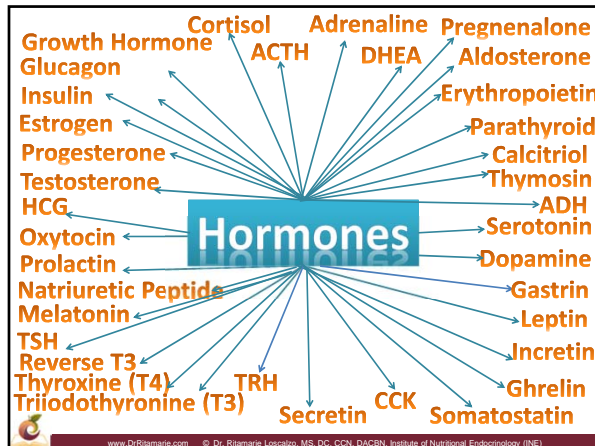 Cortisol
Adrenaline
Pregnenalone
Growth Hormone
ACTH
DHEA
Aldosterone
Glucagon
Insulin
Erythropoietin
Estrogen
Parathyroid
Progesterone
Calcitriol
Testosterone
Thymosin
HCG
ADH
Oxytocin
Hormones
Serotonin
Prolactin
Dopamine
Natriuretic Peptide
Gastrin
Melatonin
Leptin
TSH
Incretin
Reverse T3
Thyroxine (T4)
TRH
Ghrelin
Triiodothyronine (T3)
Secretin
CCK
Somatostatin
www.DrRitamarie.com © Dr. Ritamarie Loscalzo, MS, DC, CCN, DACBN, Institute of Nutritional Endocrinology (INE)